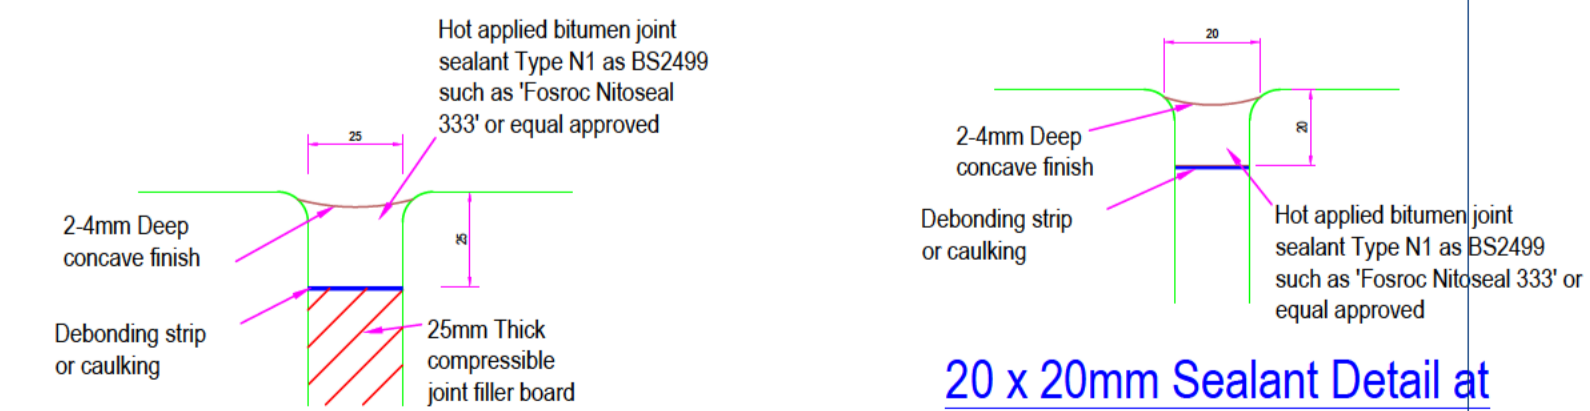 Hot applied bitumen joint
sealant Type N1 as BS2499
such as 'Fosroc Nitoseal
333' or equal approved
25
25
2-4mm Deep
concave finish
Debonding strip
or caulking
25mm Thick
compressible
joint filler board
20
20
2-4mm Deep
concave finish
Debonding strip
or caulking
Hot applied bitumen joint
sealant Type N1 as BS2499
such as 'Fosroc Nitoseal 333' or
equal approved
20 x 20mm Sealant Detail at